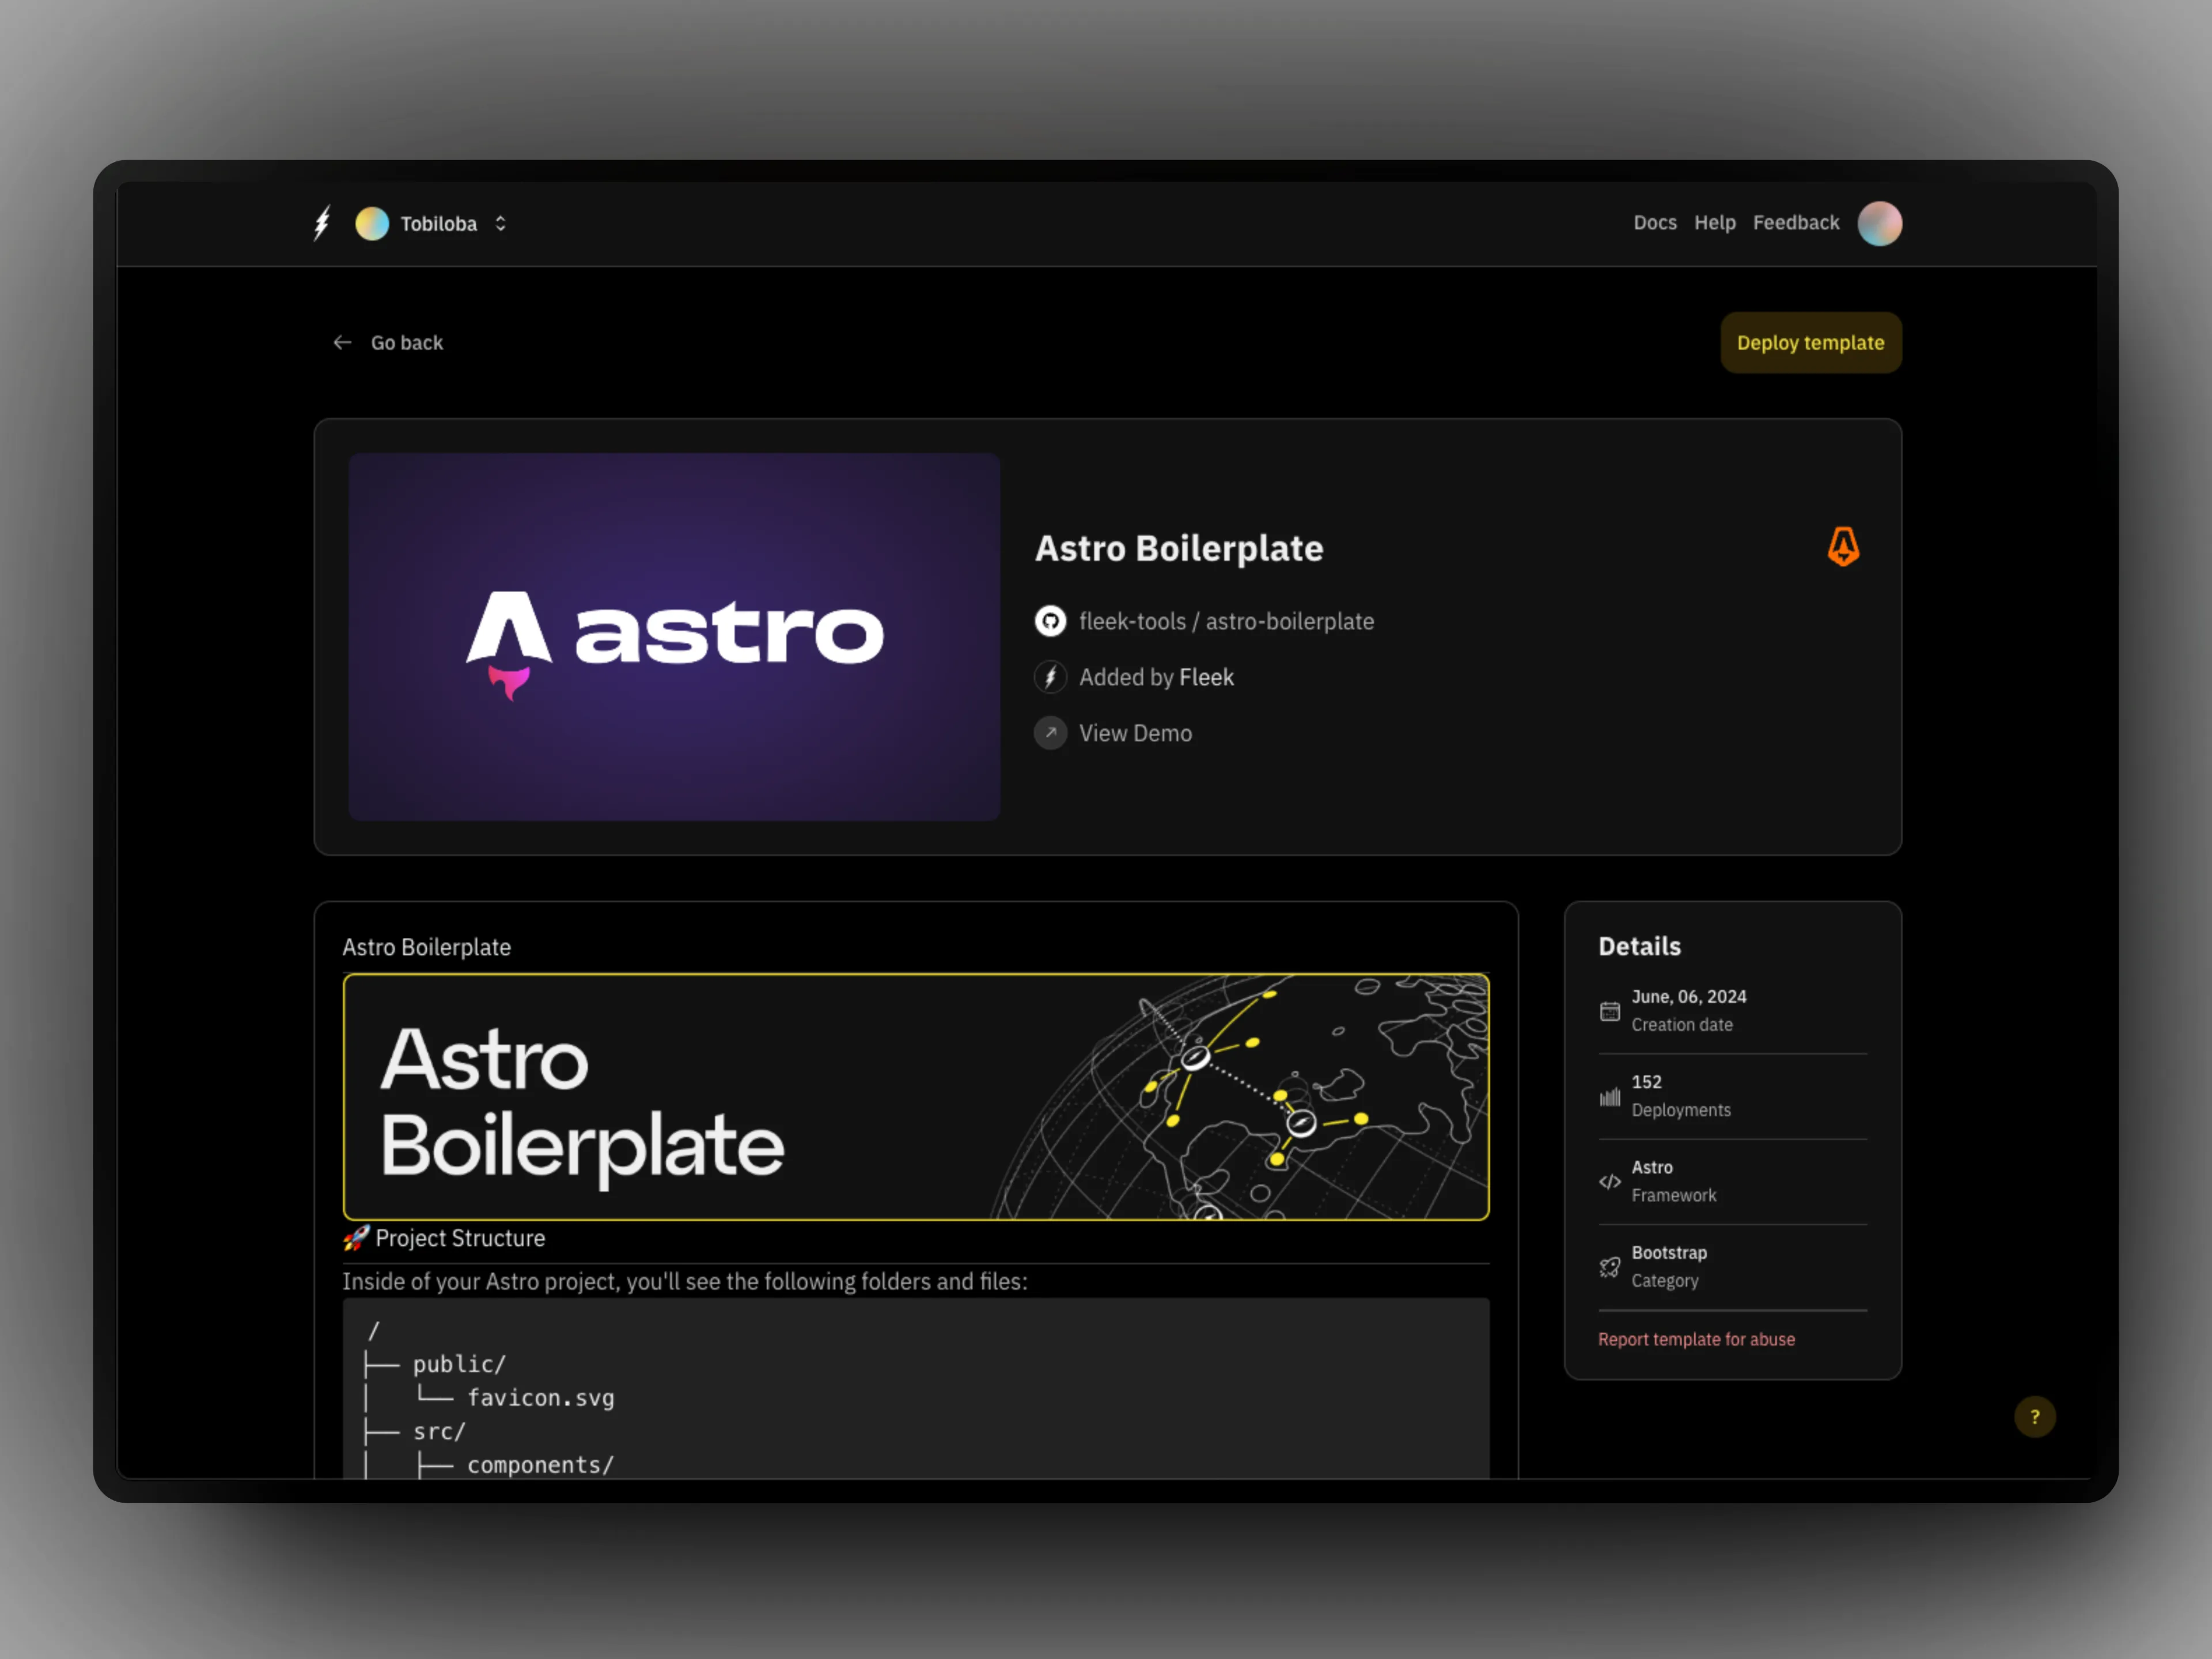 Tobiloba
Docs Help Feedback
Go back
Deploy template
astro
Astro Boilerplate
fleek-tools / astro-boilerplate
Added by Fleek
View Demo
Astro Boilerplate
Astro
Boilerplate
🚀 Project Structure
Inside of your Astro project, you'll see the following folders and files:
/
├── public/
│   └── favicon.svg
├── src/
│   ├── components/
Details
June, 06, 2024
Creation date
152
Deployments
</> Astro
Framework
Bootstrap
Category
Report template for abuse
?